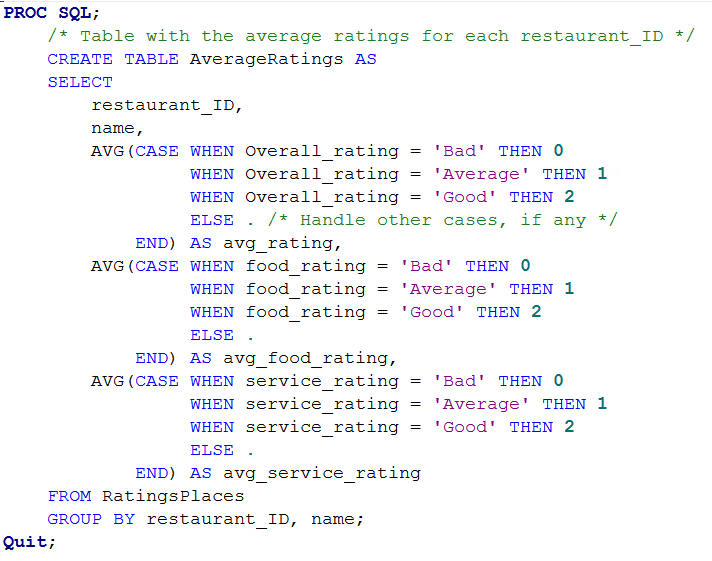 PROC SQL;
/* Table with the average ratings for each restaurant_ID */
CREATE TABLE AverageRatings AS
SELECT
restaurant_ID,
name,
AVG(CASE WHEN Overall_rating = 'Bad' THEN 0
WHEN Overall_rating = 'Average' THEN 1
WHEN Overall_rating = 'Good' THEN 2
ELSE . /* Handle other cases, if any */
END) AS avg_rating,
AVG(CASE WHEN food_rating = 'Bad' THEN 0
WHEN food_rating = 'Average' THEN 1
WHEN food_rating = 'Good' THEN 2
ELSE .
END) AS avg_food_rating,
AVG(CASE WHEN service_rating = 'Bad' THEN 0
WHEN service_rating = 'Average' THEN 1
WHEN service_rating = 'Good' THEN 2
ELSE .
END) AS avg_service_rating
FROM RatingsPlaces
GROUP BY restaurant_ID, name;
Quit;